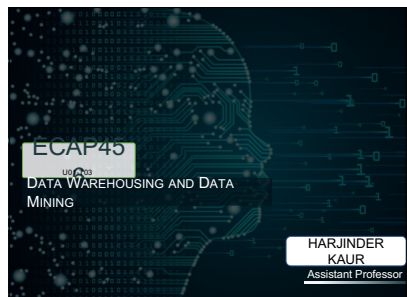 ECAP45
DATA WAREHOUSING AND DATA
MINING
HARJINDER
KAUR
Assistant Professor